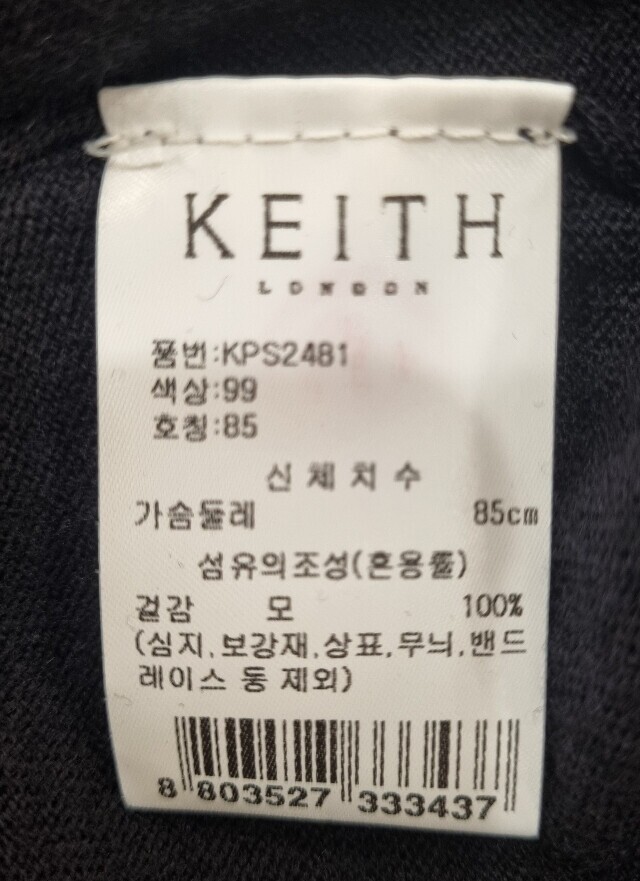 KEITH
LONDON
품번:KPS2481
색상:99
호칭:85
신체치수
가슴둘레 85cm
섬유의조성(혼용률)
겉감 모 100%
(심지,보강재,상표,무늬,밴드
레이스 등 제외)
8 803527 333437